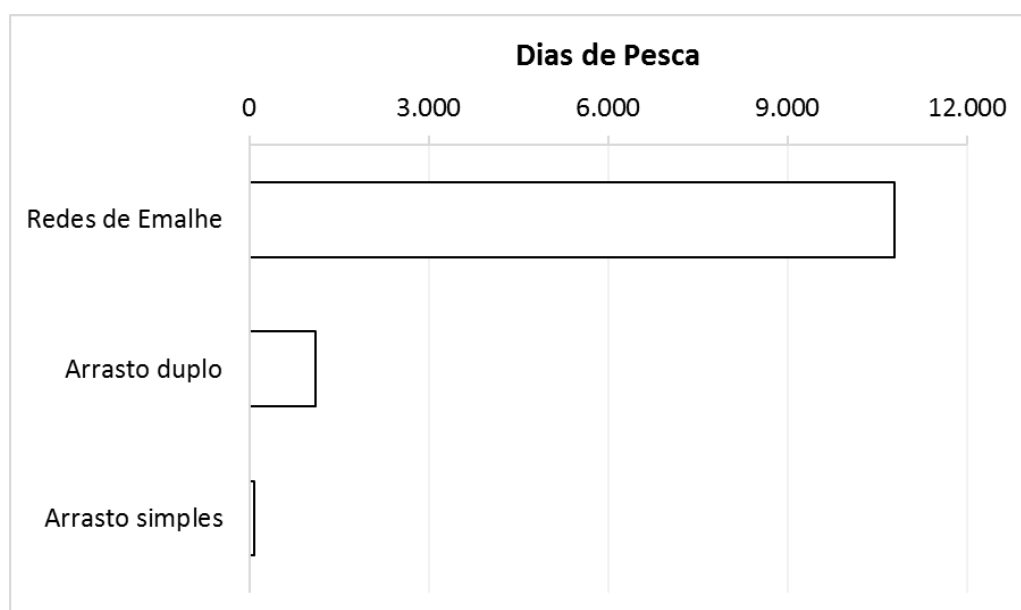 Dias de Pesca
0 3.000 6.000 9.000 12.000
Redes de Emalhe
Arrasto duplo
Arrasto simples